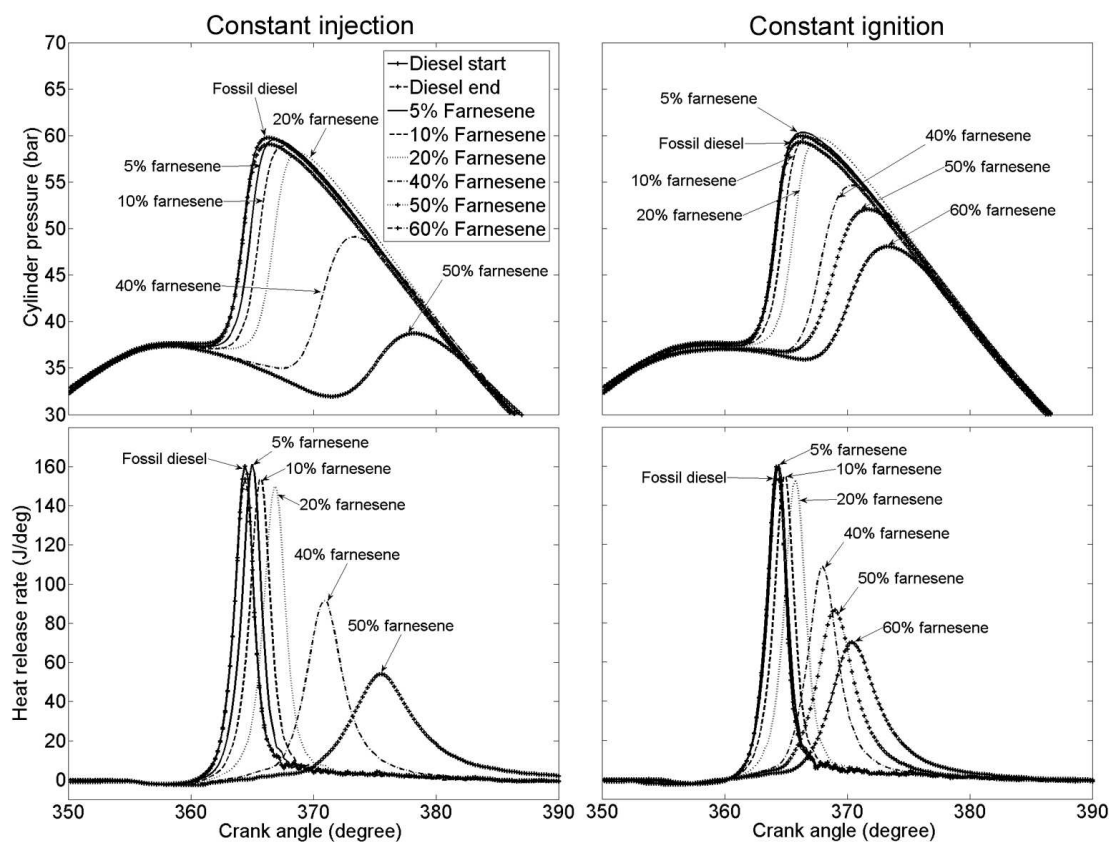 Constant injection
Constant ignition
70
65
60
55
50
45
40
35
30
Cylinder pressure (bar)
Diesel start
Diesel end
5% Farnesene
10% Farnesene
20% Farnesene
40% Farnesene
50% Farnesene
60% Farnesene
Fossil diesel
20% farnesene
5% farnesene
10% farnesene
40% farnesene
50% farnesene
5% farnesene
Fossil diesel
10% farnesene
20% farnesene
40% farnesene
50% farnesene
60% farnesene
160
140
120
100
80
60
40
20
0
Heat release rate (J/deg)
Fossil diesel
5% farnesene
10% farnesene
20% farnesene
40% farnesene
50% farnesene
350
360
370
380
390
Crank angle (degree)
5% farnesene
Fossil diesel
10% farnesene
20% farnesene
40% farnesene
50% farnesene
60% farnesene
350
360
370
380
390
Crank angle (degree)